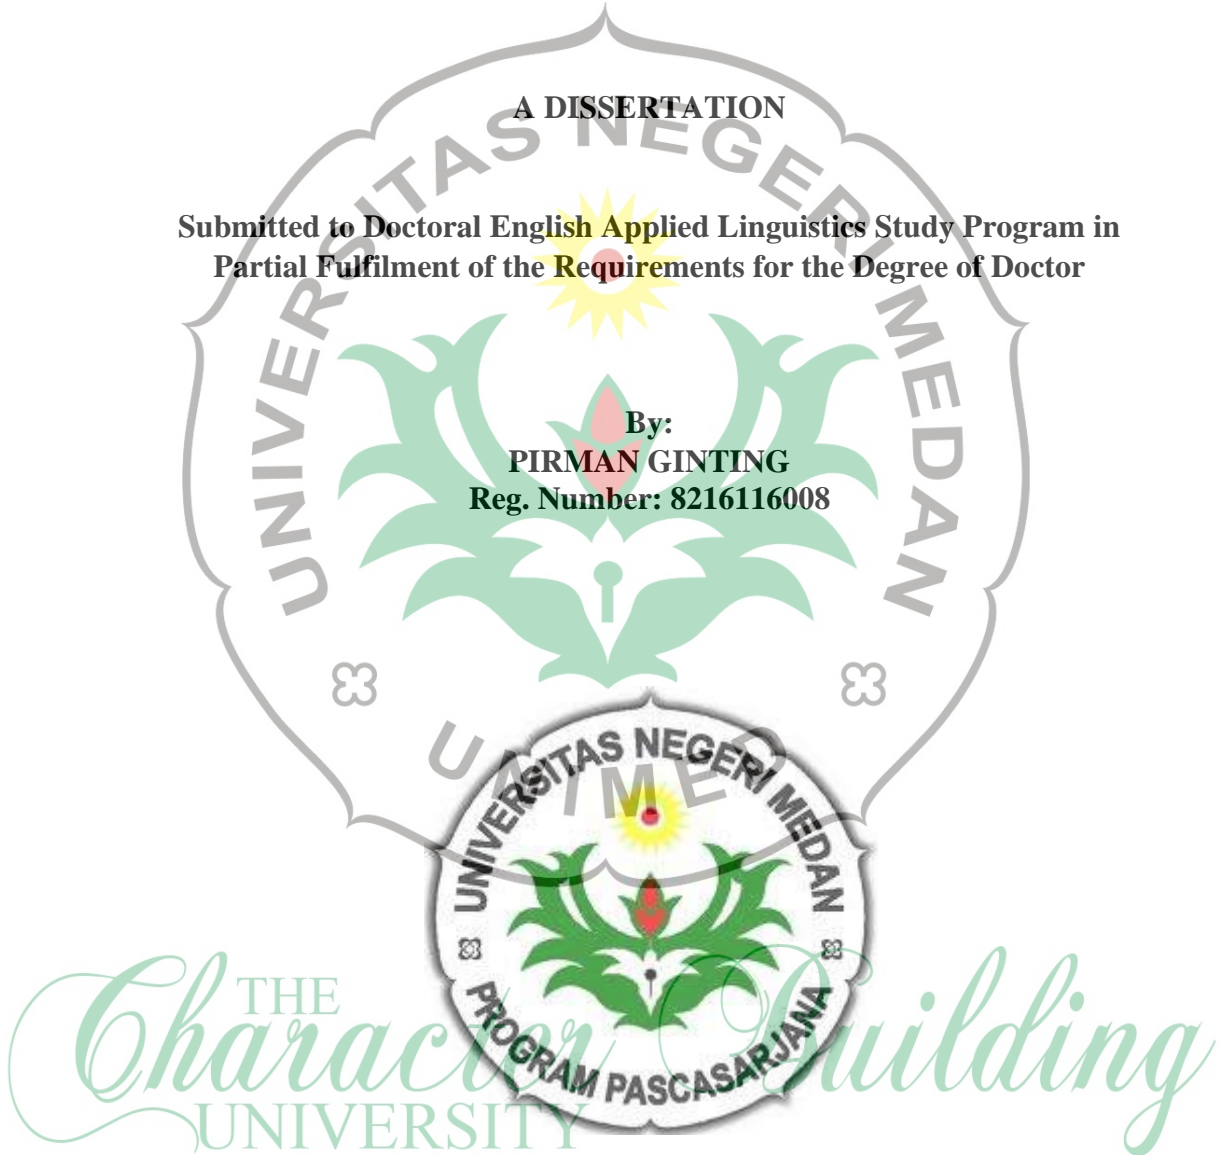 A DISSERTATION
Submitted to Doctoral English Applied Linguistics Study Program in
Partial Fulfilment of the Requirements for the Degree of Doctor
By:
PIRMAN GINTING
Reg. Number: 8216116008
UNIVERSITAS NEGERI MEDAN
UNIMED
UNIVERSITAS NEGERI MEDAN
PROGRAM PASCASARJANA
THE
Character Building
UNIVERSITY